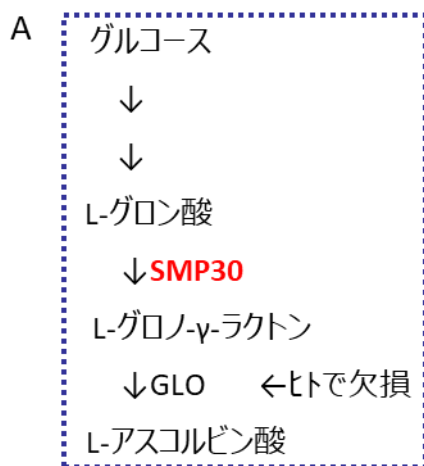 A
グルコース
↓
↓
L-グロン酸
↓SMP30
L-グロノ-γ-ラクトン
↓GLO ←ヒトで欠損
L-アスコルビン酸